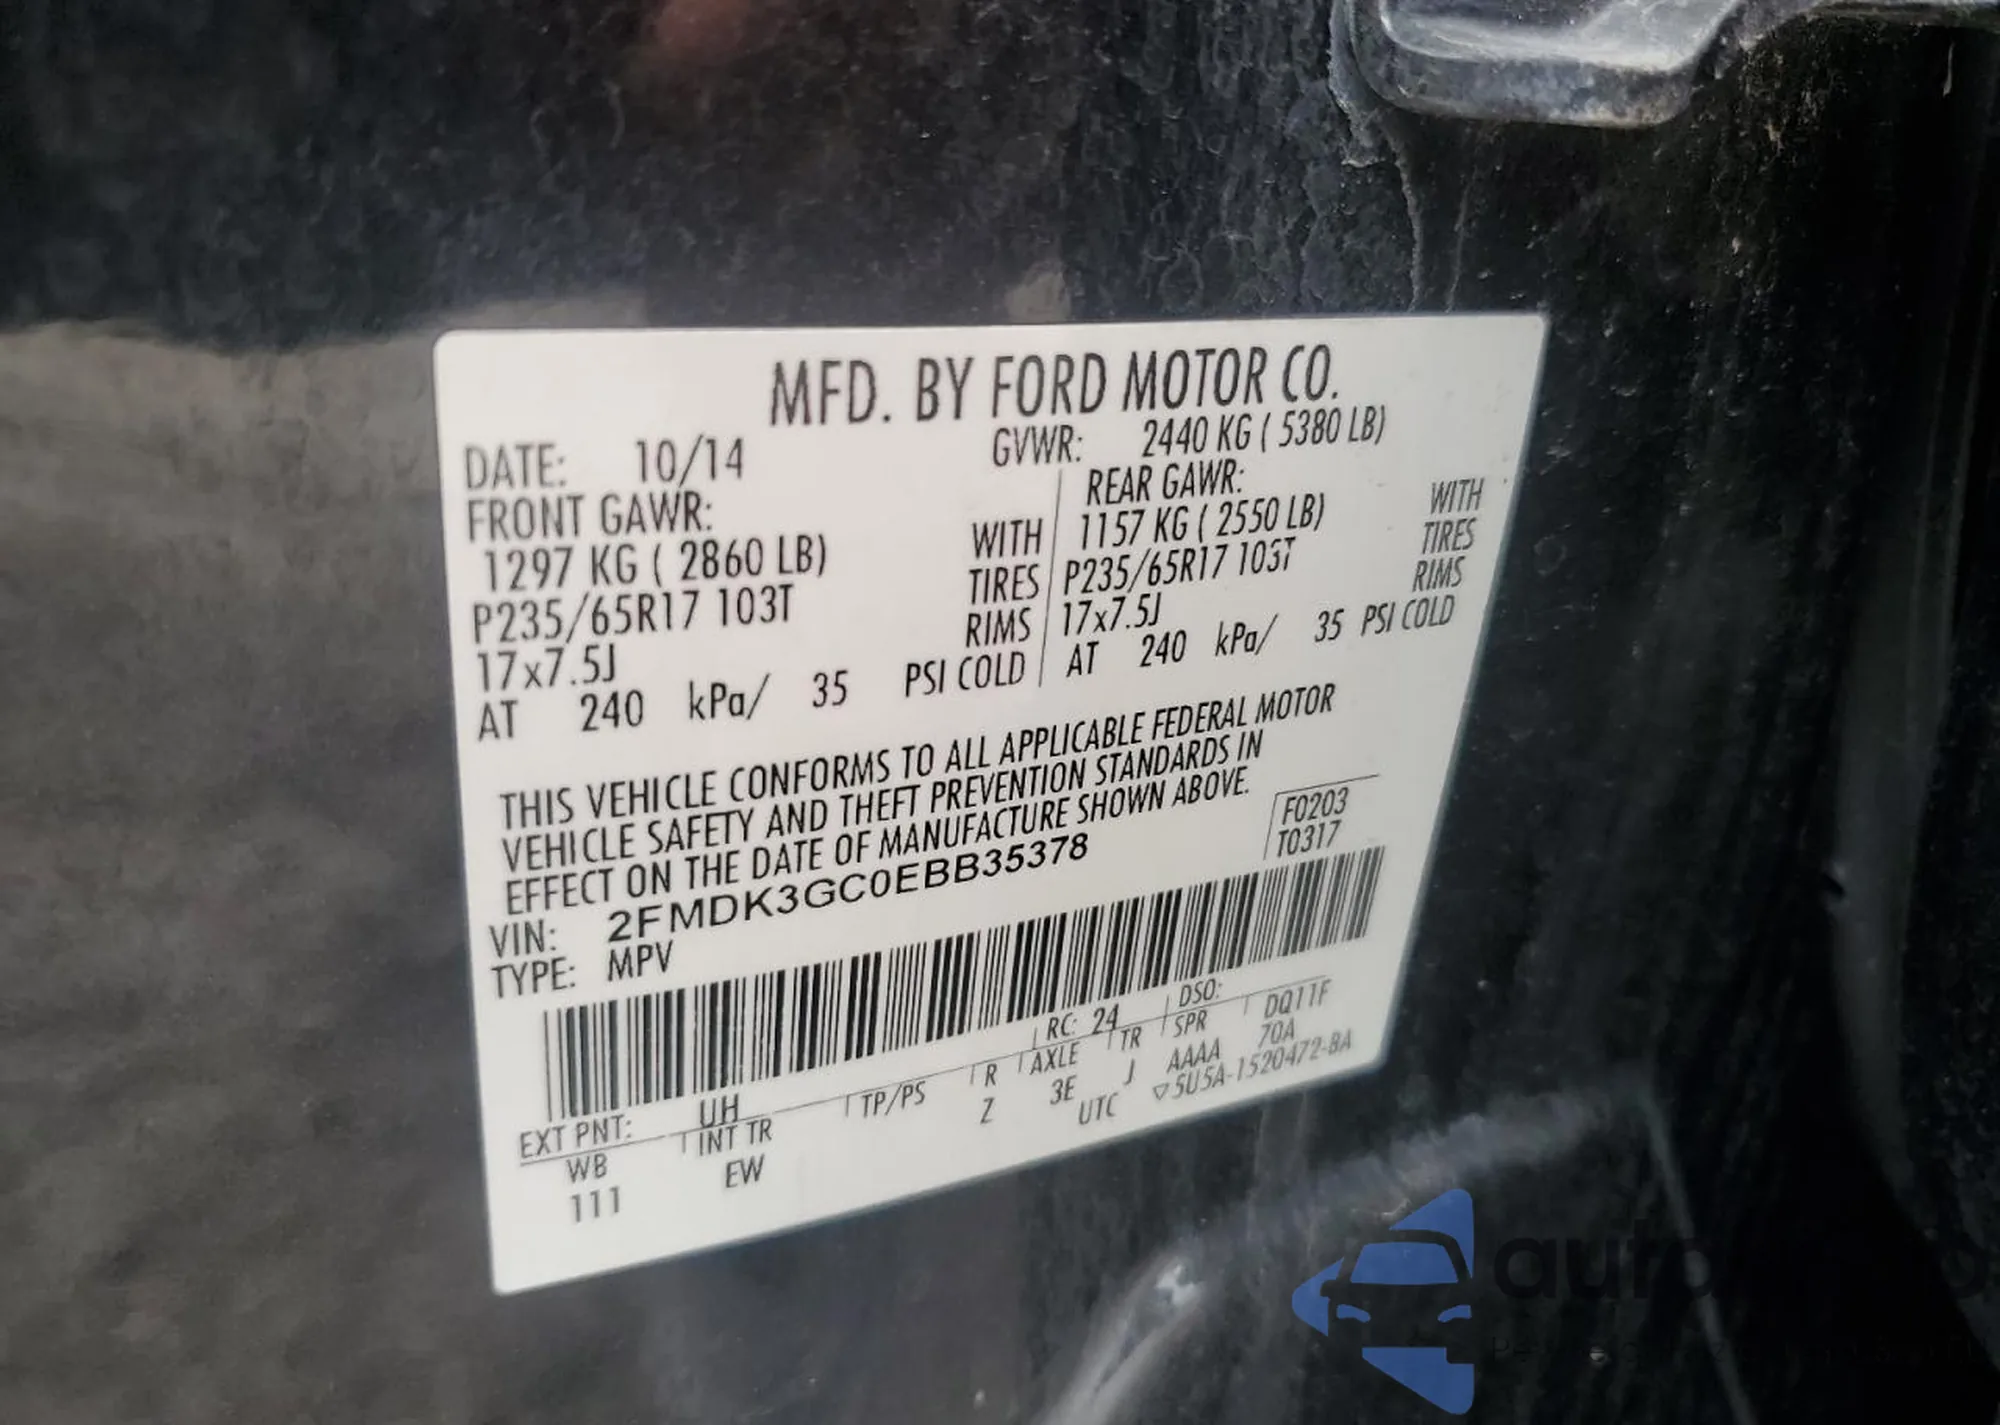 MFD. BY FORD MOTOR CO.
DATE: 10/14 GVWR: 2440 KG ( 5380 LB)
FRONT GAWR: REAR GAWR:
1297 KG ( 2860 LB) WITH 1157 KG ( 2550 LB) WITH
P235/65R17 103T TIRES P235/65R17 103T TIRES
17x7.5J RIMS 17x7.5J RIMS
AT 240 kPa/ 35 PSI COLD AT 240 kPa/ 35 PSI COLD
THIS VEHICLE CONFORMS TO ALL APPLICABLE FEDERAL MOTOR
VEHICLE SAFETY AND THEFT PREVENTION STANDARDS IN
EFFECT ON THE DATE OF MANUFACTURE SHOWN ABOVE.
F0203
T0317
VIN: 2FMDK3GC0EBB35378
TYPE: MPV
EXT PNT: UH RC: 24 DSO: DQ11F
WB INT TR TP/PS R AXLE TR SPR 70A
111 EW Z 3E J AAAA
UTC ▽5U5A-1520472-BA